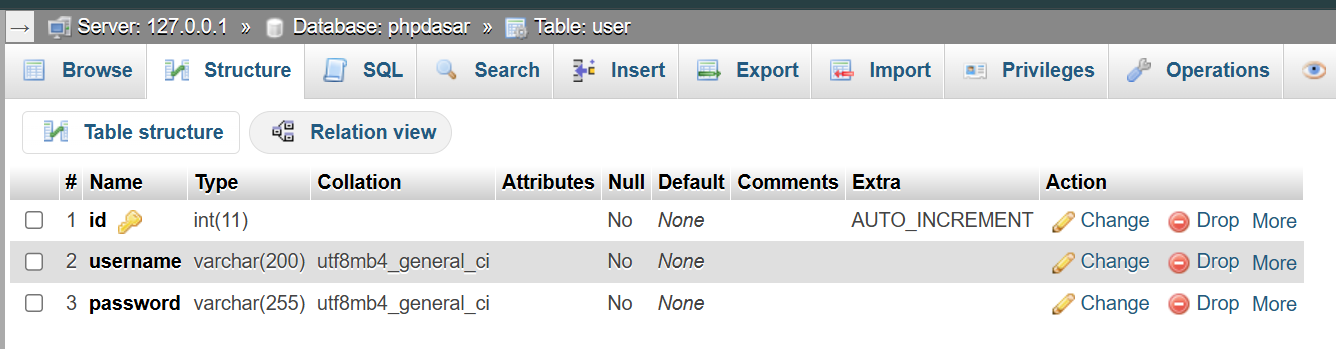 → Server: 127.0.0.1 » Database: phpdasar » Table: user
Browse Structure SQL Search Insert Export Import Privileges Operations
Table structure Relation view
# Name Type Collation Attributes Null Default Comments Extra Action
1 id int(11) No None AUTO_INCREMENT Change Drop More
2 username varchar(200) utf8mb4_general_ci No None Change Drop More
3 password varchar(255) utf8mb4_general_ci No None Change Drop More